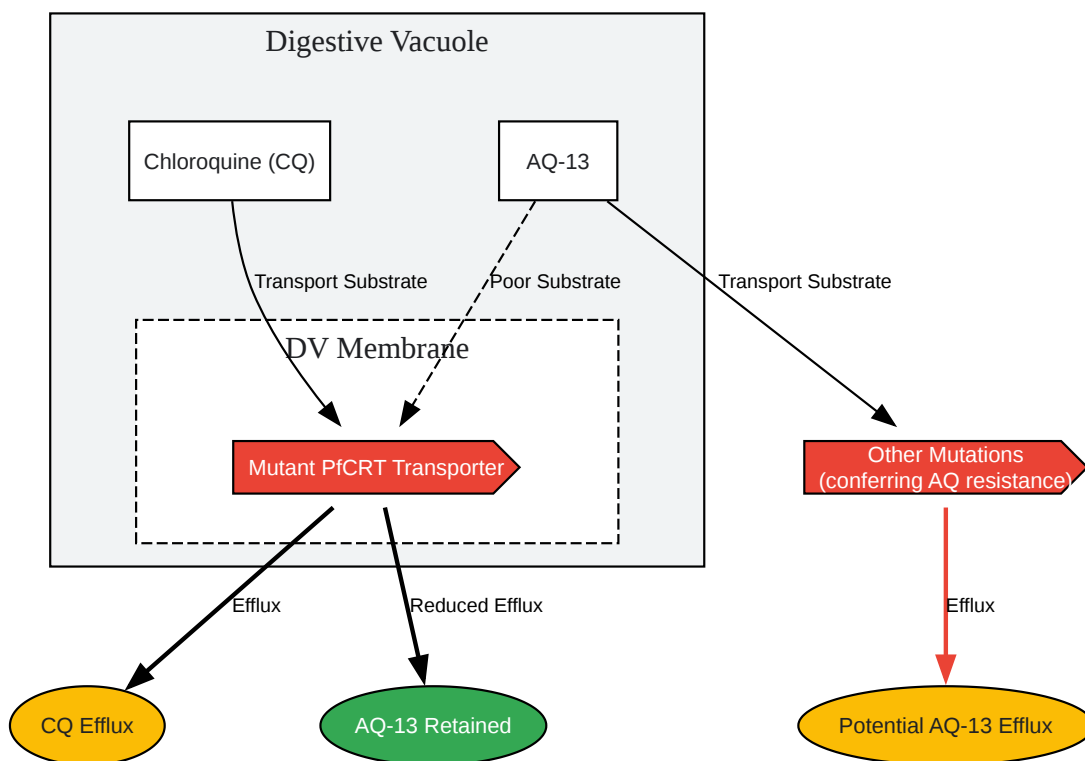 Digestive Vacuole
Chloroquine (CQ)
AQ-13
Transport Substrate
Poor Substrate
Transport Substrate
DV Membrane
Mutant PfCRT Transporter
Other Mutations
(conferring AQ resistance)
Efflux
Reduced Efflux
Efflux
CQ Efflux
AQ-13 Retained
Potential AQ-13 Efflux